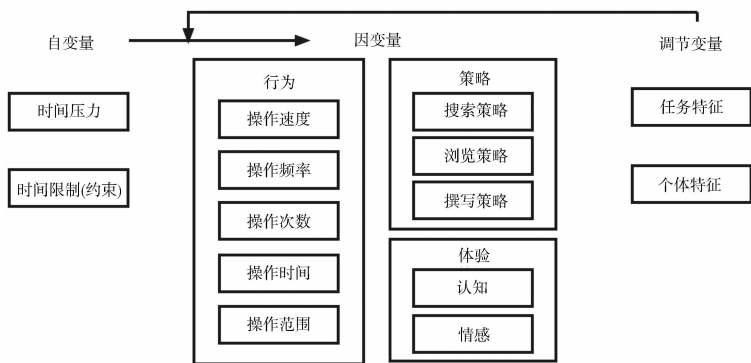 自变量
因变量
调节变量
时间压力
时间限制(约束)
行为
操作速度
操作频率
操作次数
操作时间
操作范围
策略
搜索策略
浏览策略
撰写策略
体验
认知
情感
任务特征
个体特征